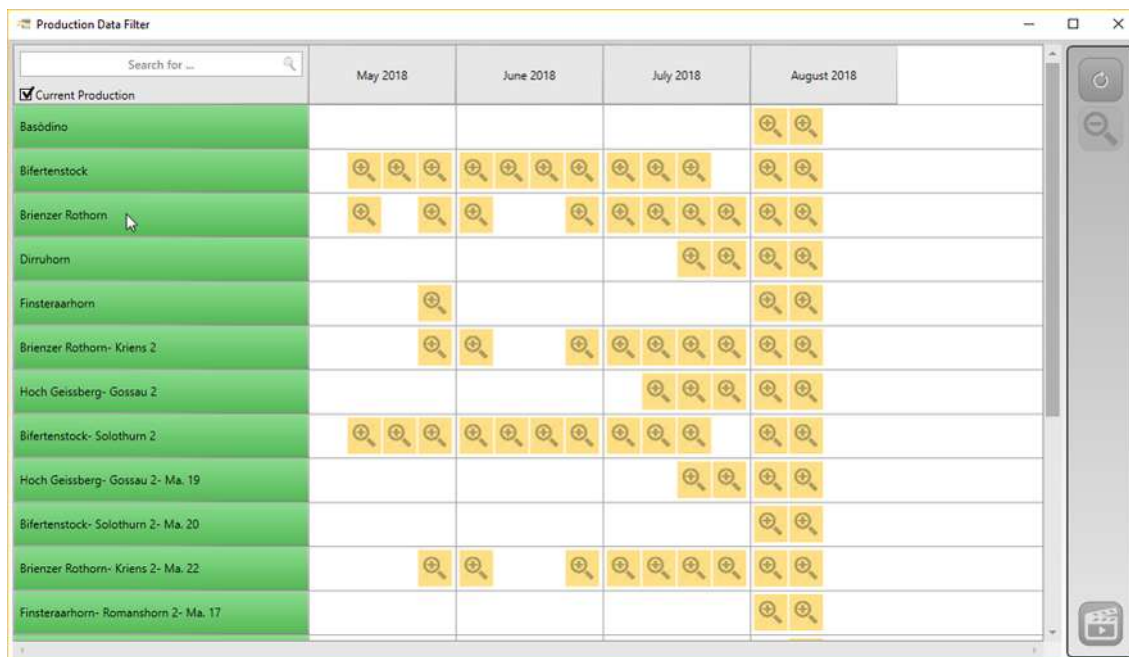 Production Data Filter
Search for ...
Current Production
May 2018
June 2018
July 2018
August 2018
Basòdino
Bifertenstock
Brienzer Rothorn
Dirruhorn
Finsteraarhorn
Brienzer Rothorn- Kriens 2
Hoch Geissberg- Gossau 2
Bifertenstock- Solothurn 2
Hoch Geissberg- Gossau 2- Ma. 19
Bifertenstock- Solothurn 2- Ma. 20
Brienzer Rothorn- Kriens 2- Ma. 22
Finsteraarhorn- Romanshorn 2- Ma. 17